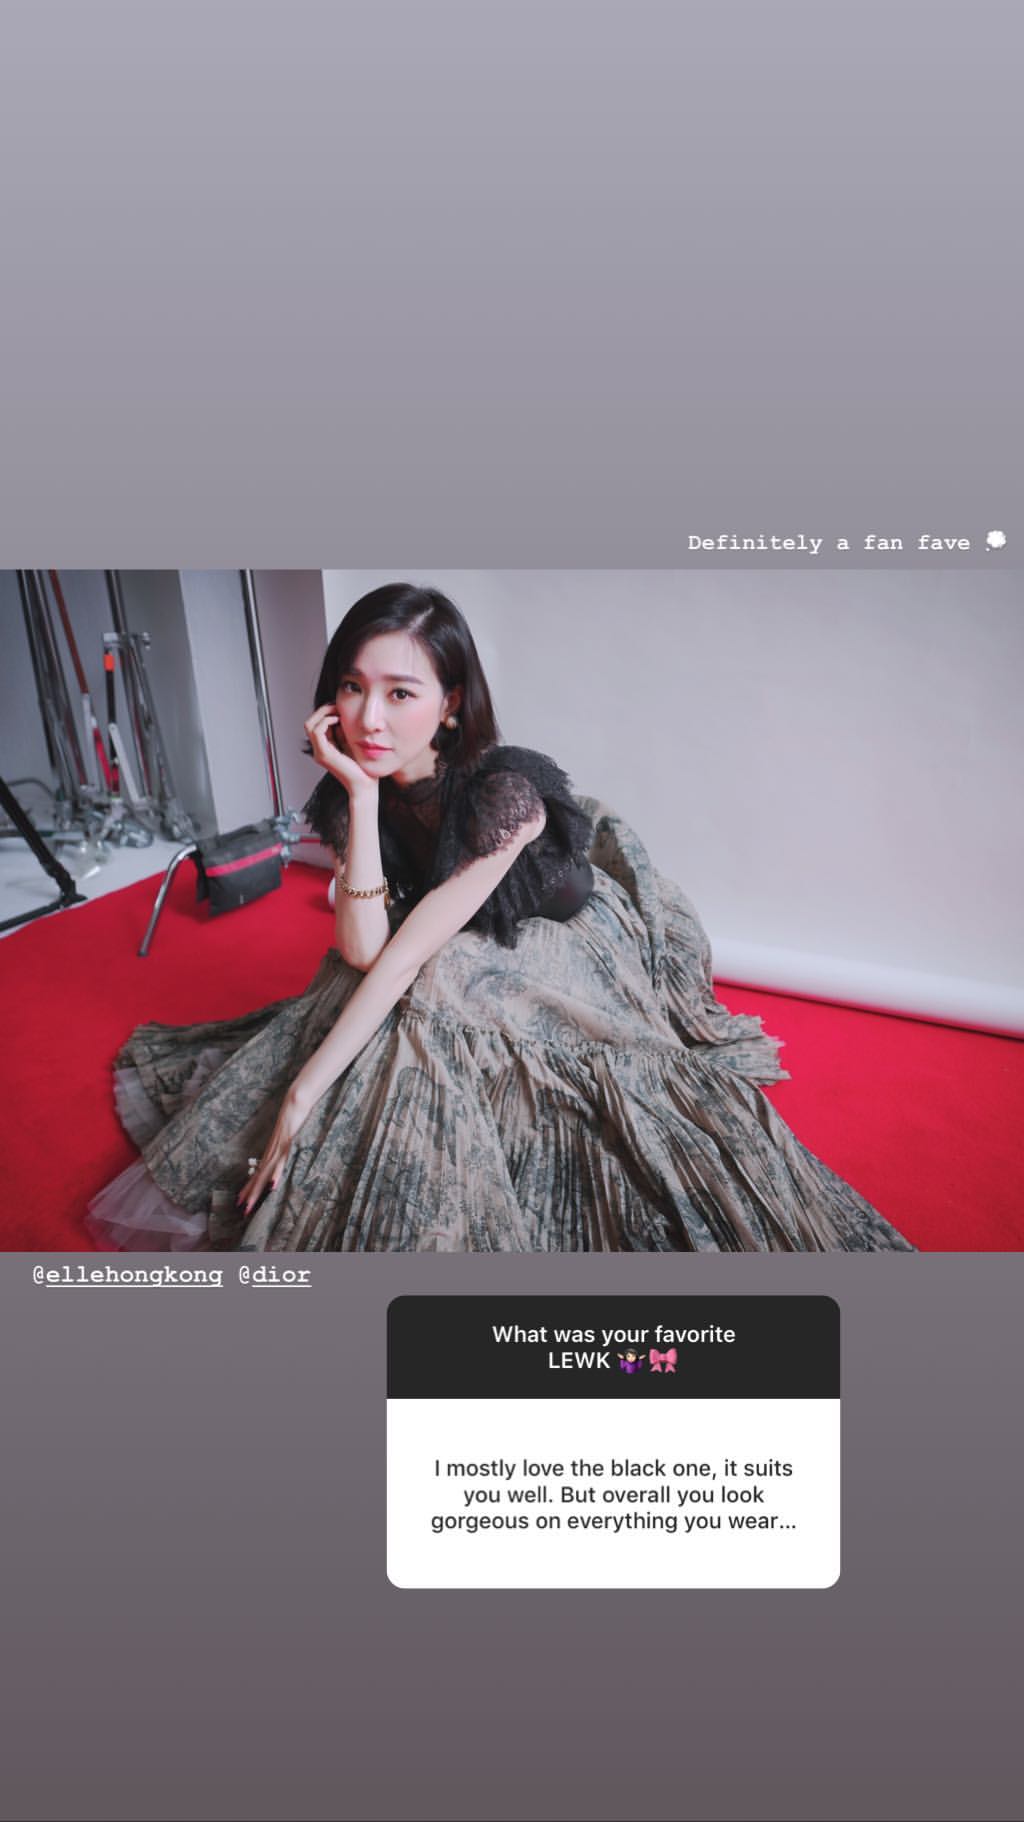 Definitely a fan fave 💭
@ellehongkong @dior
What was your favorite
LEWK 🤷🏻‍♀️🎀
I mostly love the black one, it suits
you well. But overall you look
gorgeous on everything you wear...